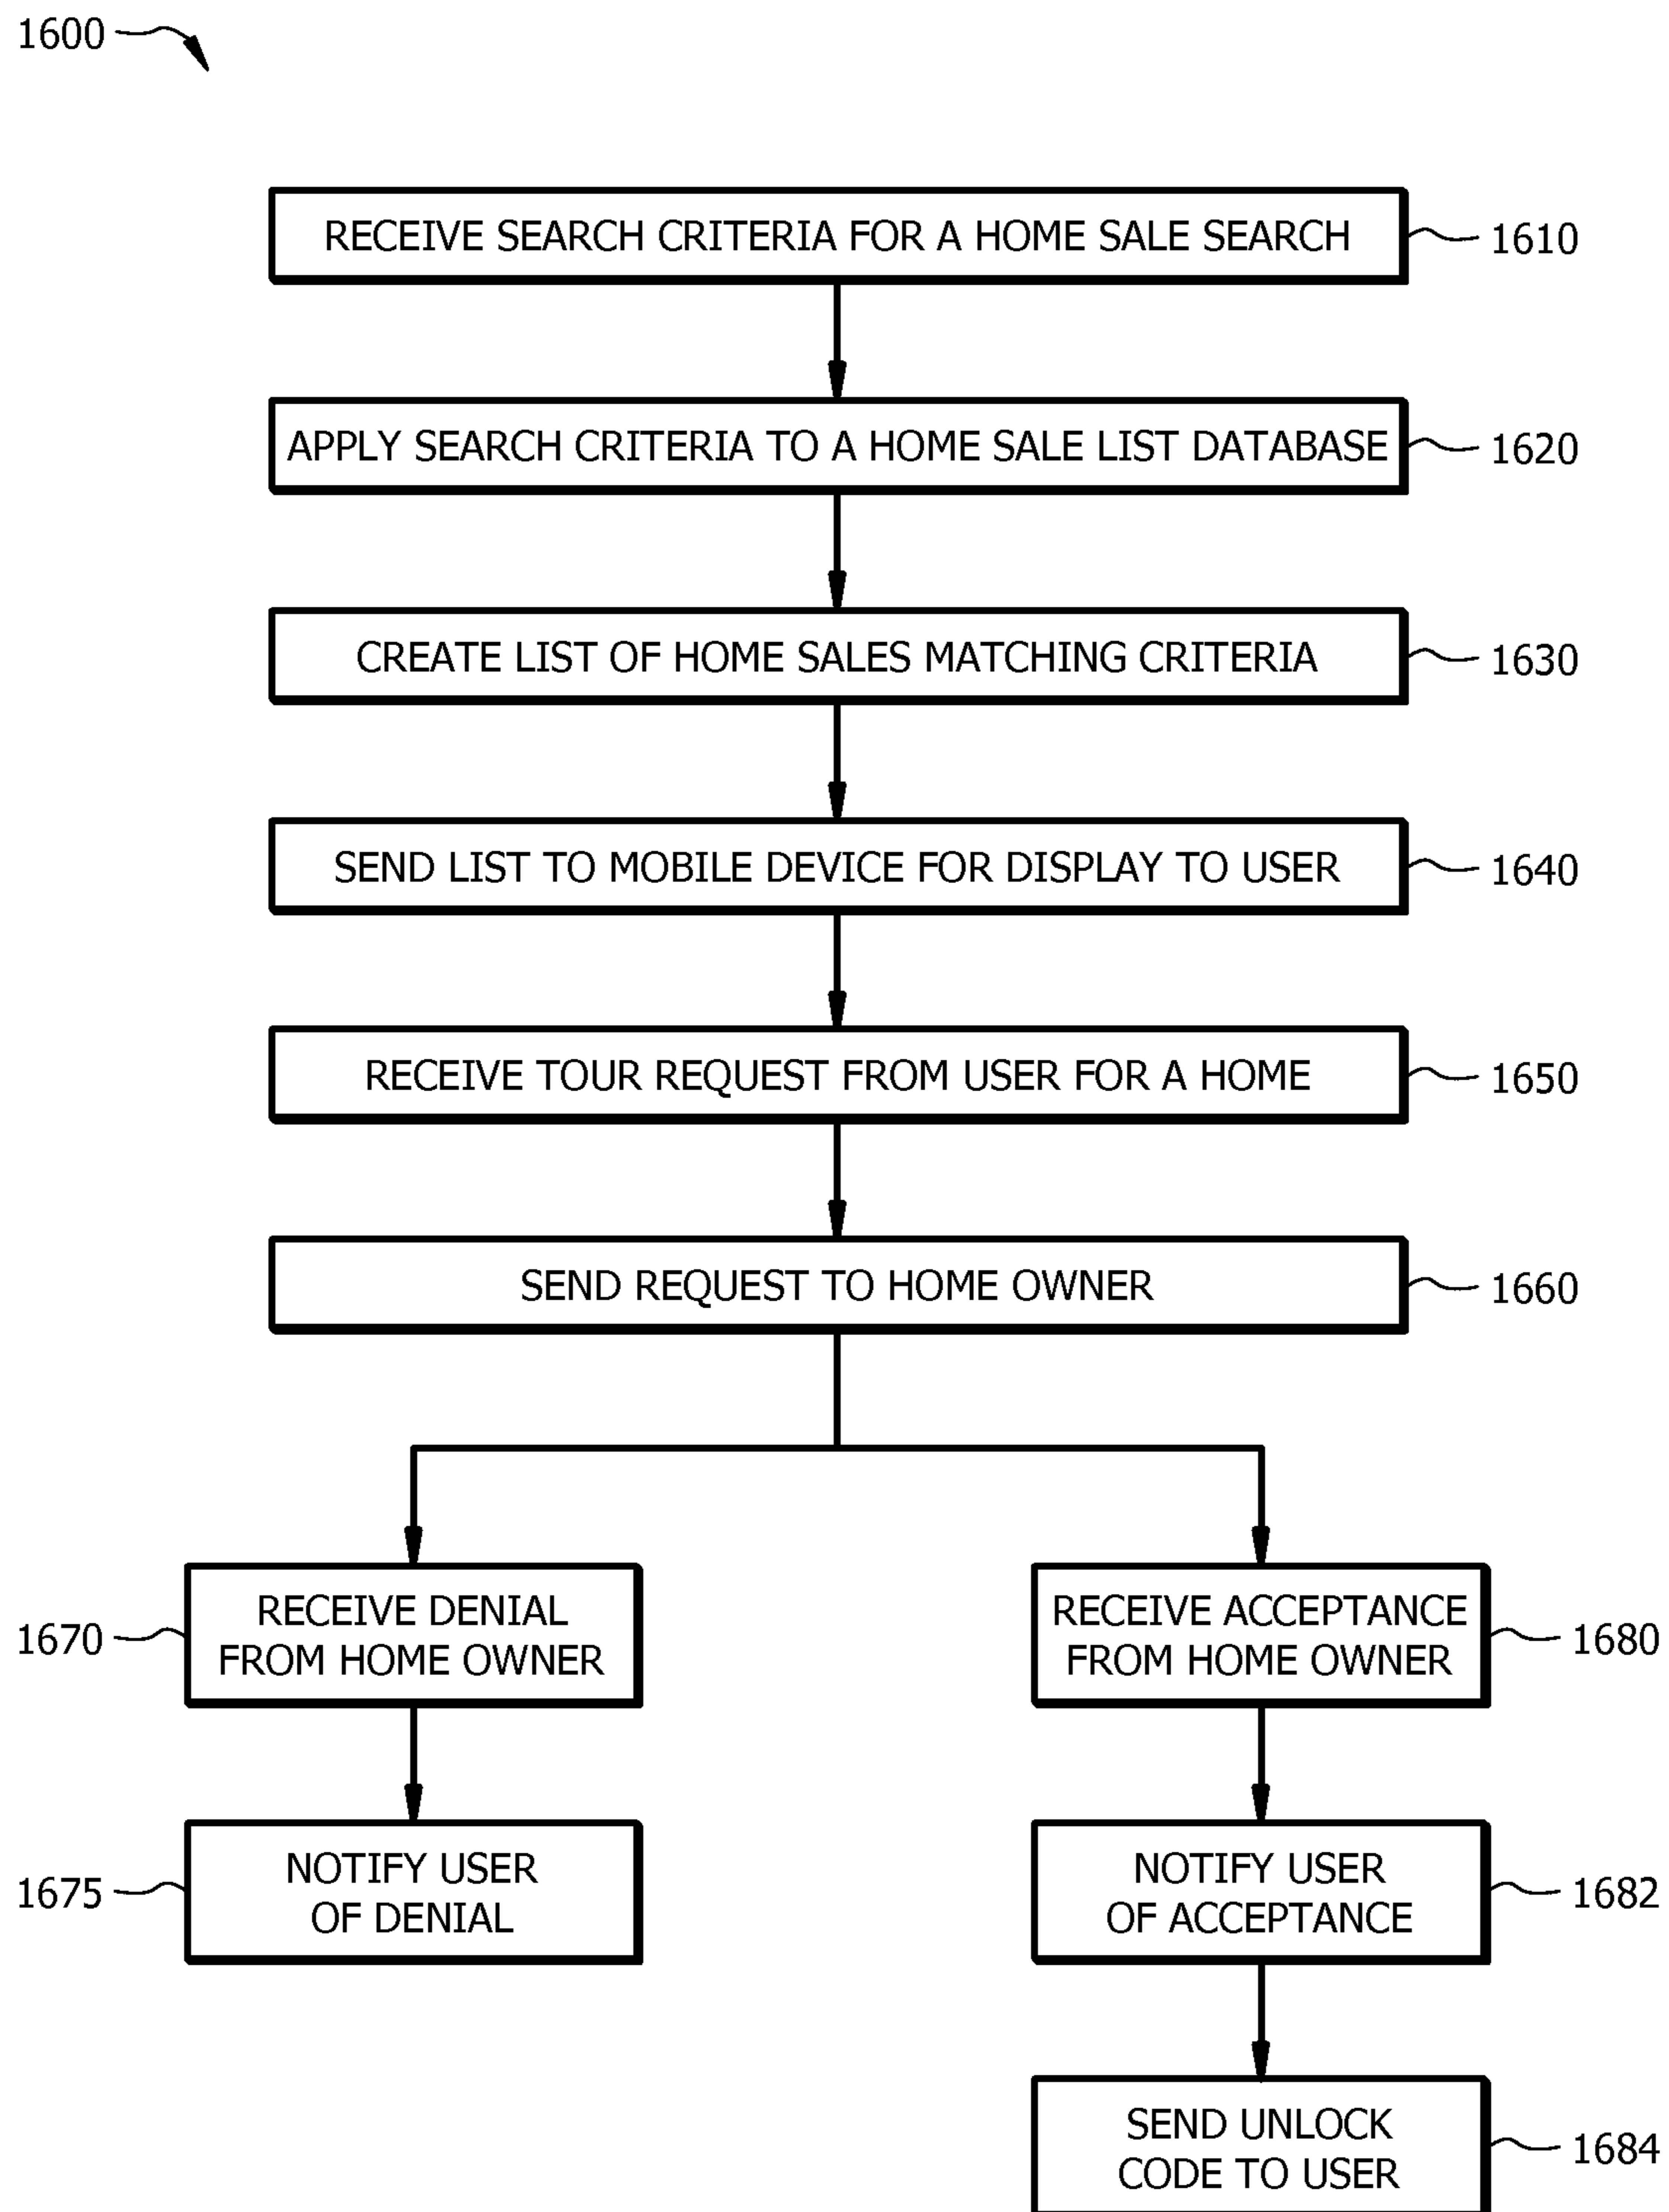 1600
RECEIVE SEARCH CRITERIA FOR A HOME SALE SEARCH
1610
APPLY SEARCH CRITERIA TO A HOME SALE LIST DATABASE
1620
CREATE LIST OF HOME SALES MATCHING CRITERIA
1630
SEND LIST TO MOBILE DEVICE FOR DISPLAY TO USER
1640
RECEIVE TOUR REQUEST FROM USER FOR A HOME
1650
SEND REQUEST TO HOME OWNER
1660
1670
RECEIVE DENIAL
FROM HOME OWNER
RECEIVE ACCEPTANCE
FROM HOME OWNER
1680
1675
NOTIFY USER
OF DENIAL
NOTIFY USER
OF ACCEPTANCE
1682
SEND UNLOCK
CODE TO USER
1684